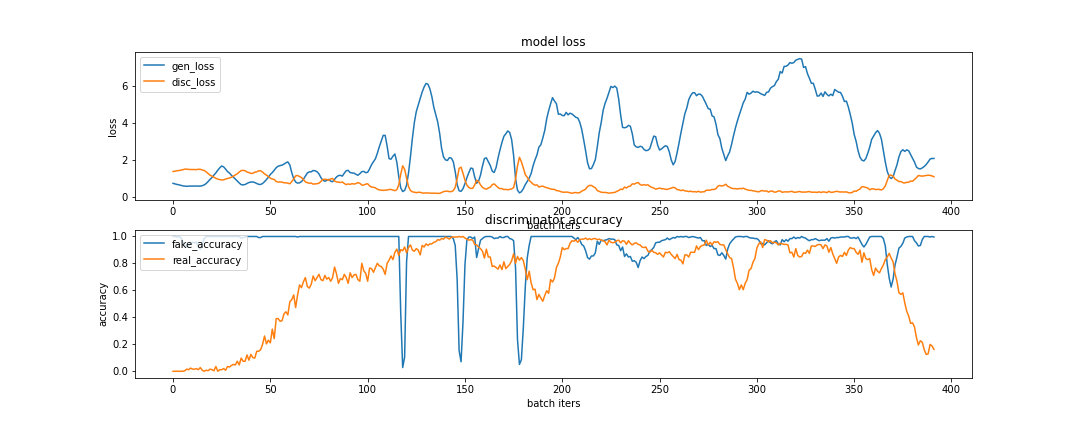 model loss
gen_loss
disc_loss
loss
6
4
2
0
0 50 100 150 200 250 300 350 400
batch iters
discriminator accuracy
fake_accuracy
real_accuracy
accuracy
1.0
0.8
0.6
0.4
0.2
0.0
0 50 100 150 200 250 300 350 400
batch iters